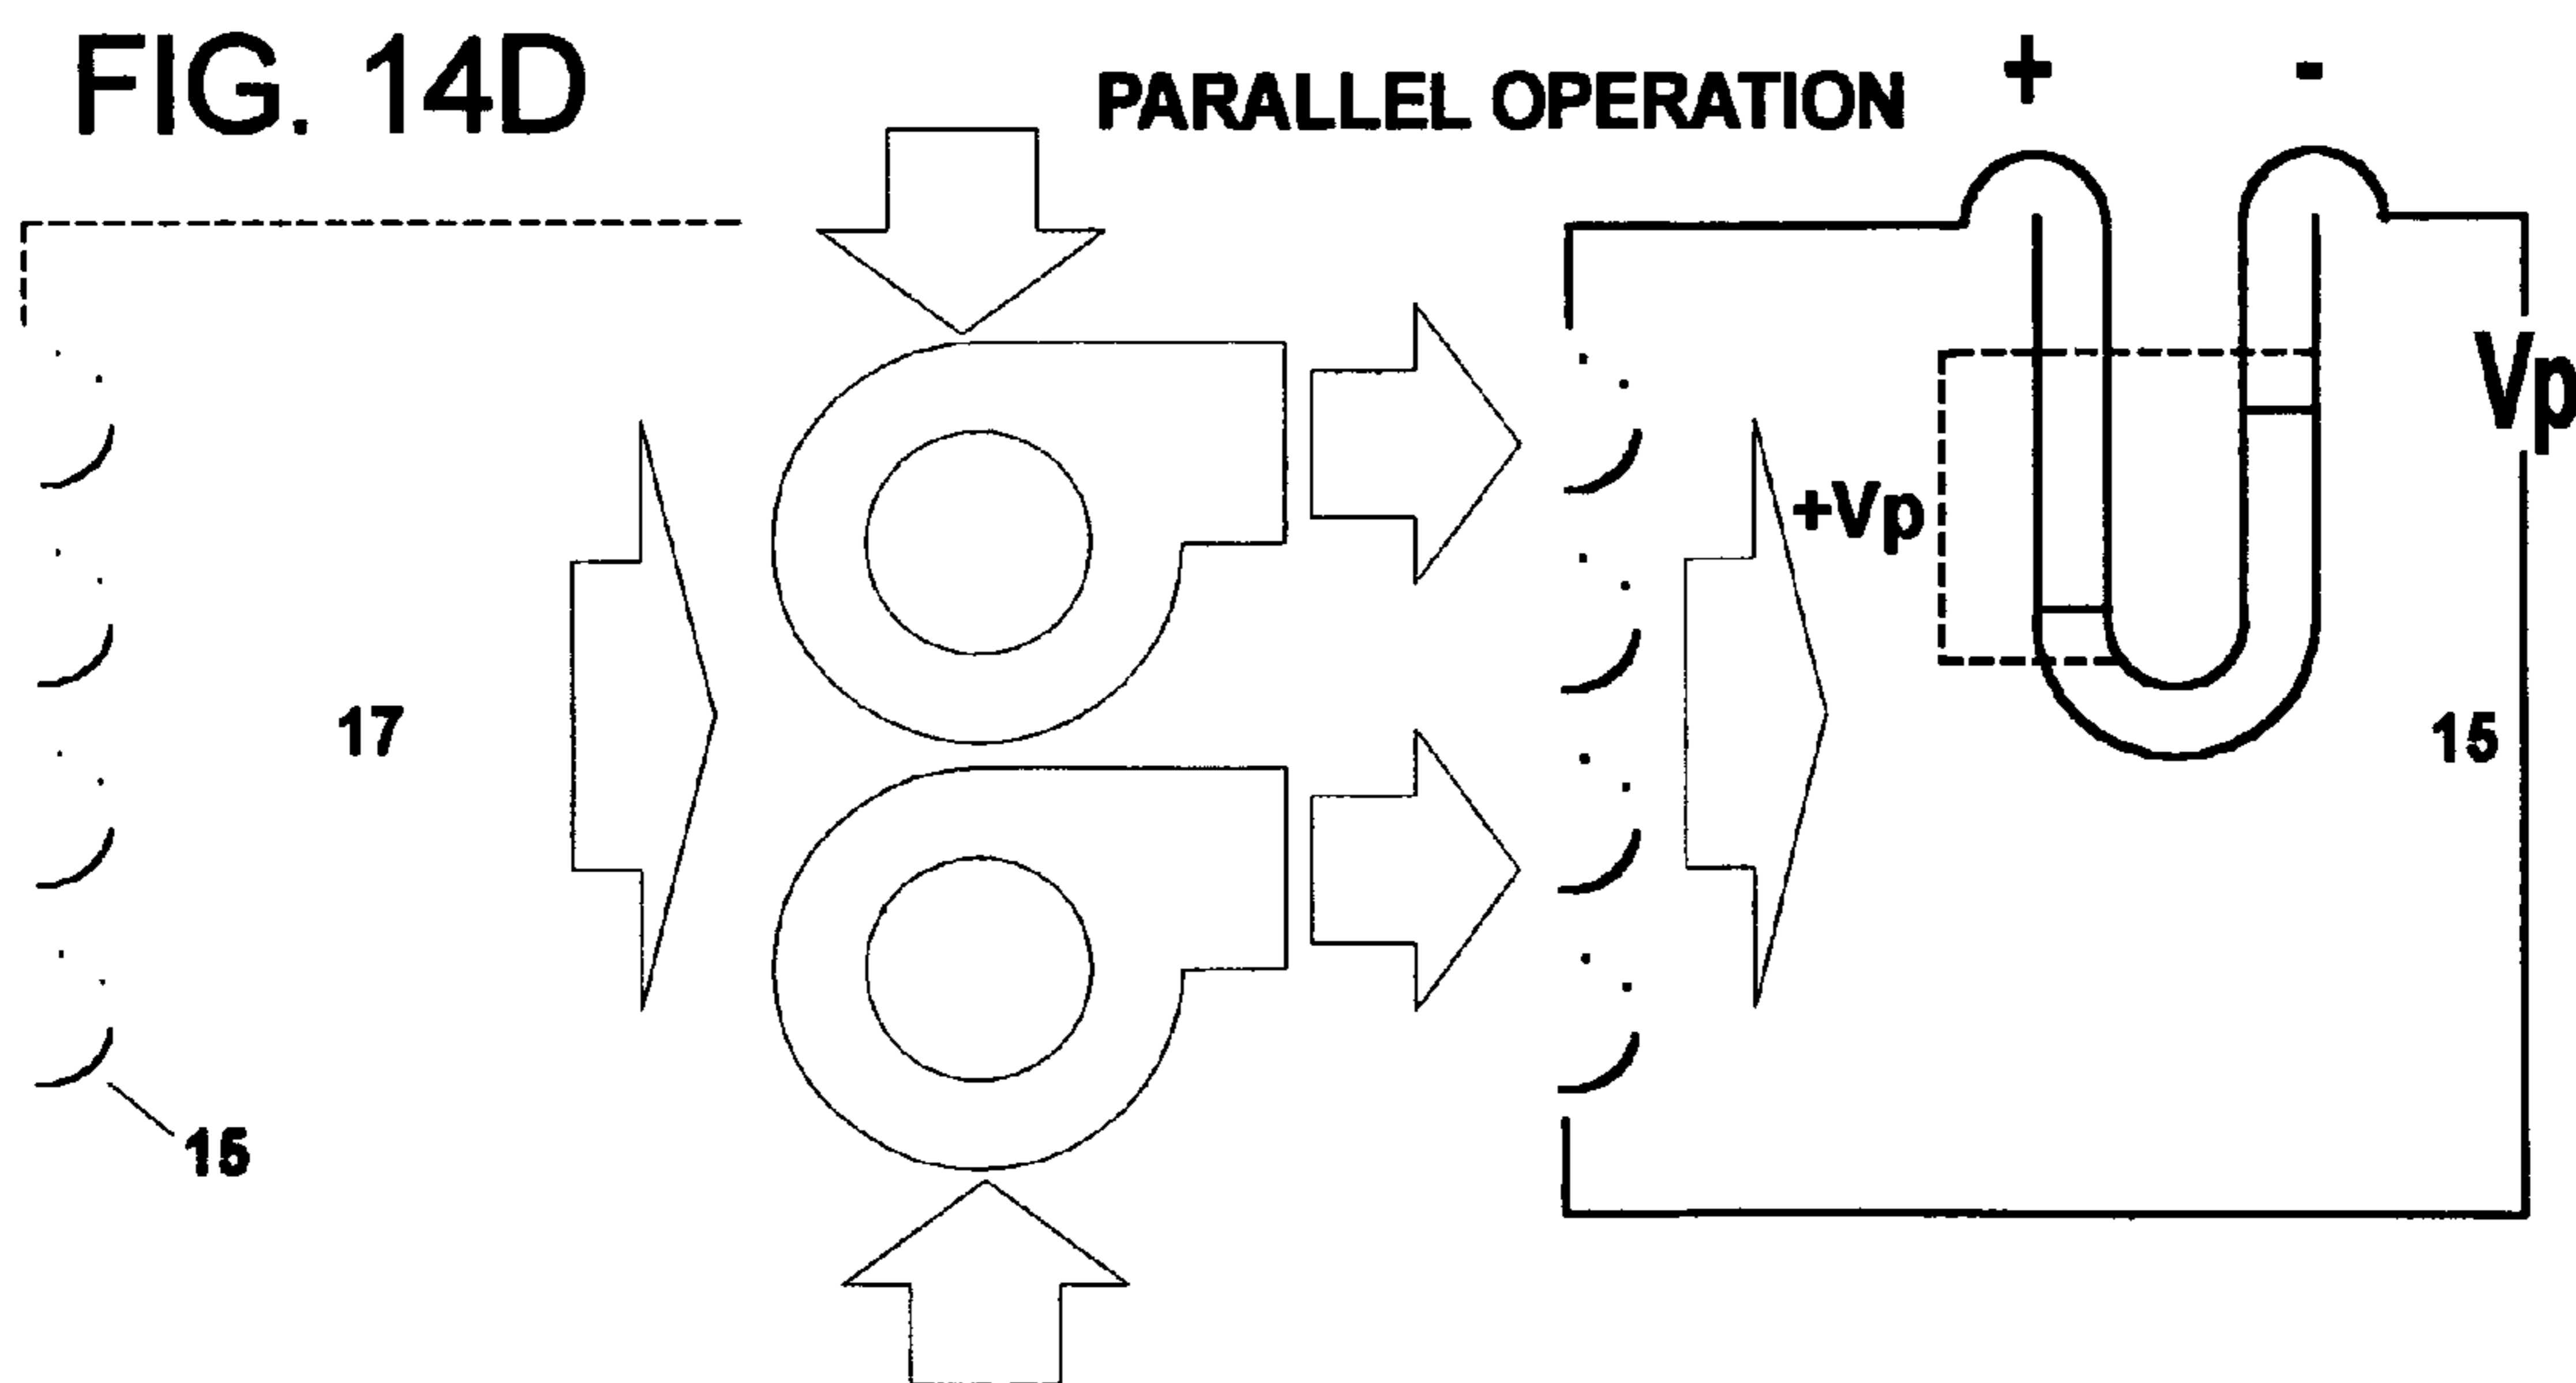 FIG. 14D
PARALLEL OPERATION
+ -
Vp
+Vp
17
15
15